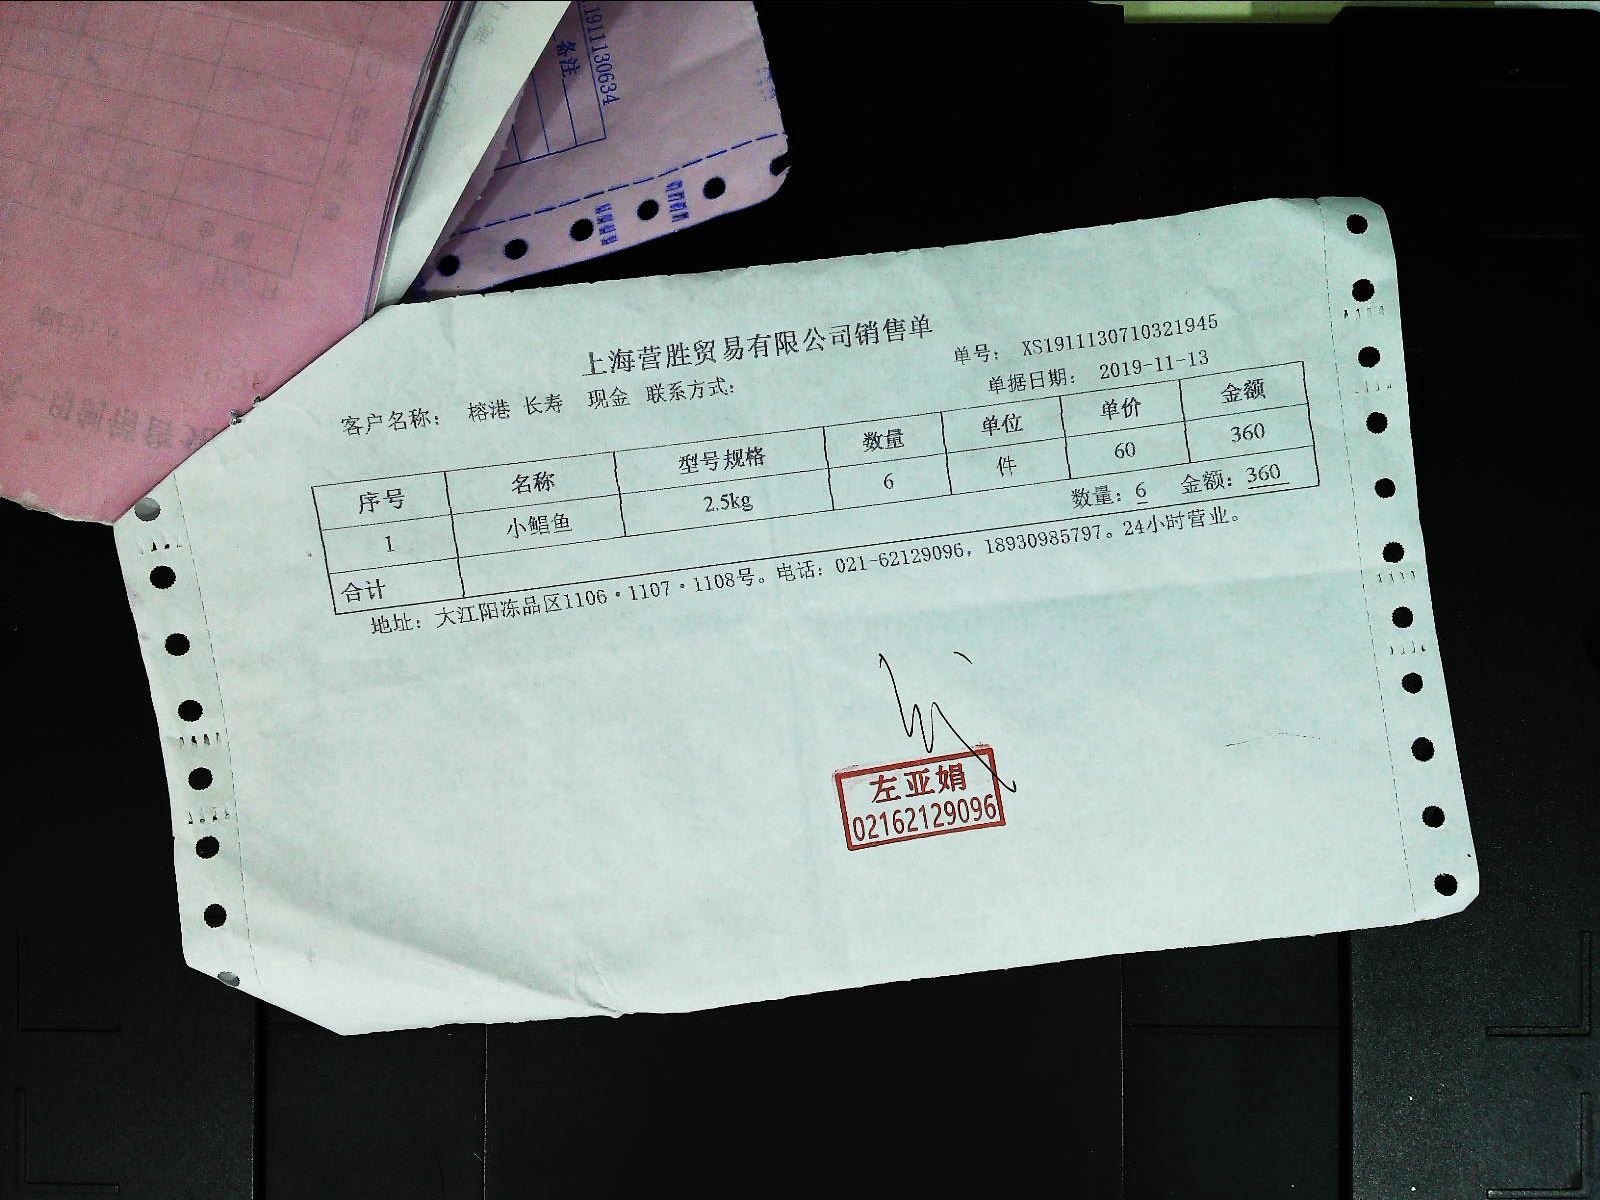 191130634
备注
上海营胜贸易有限公司销售单
单号： XS1911130710321945
客户名称： 榕港 长寿 现金 联系方式:
单据日期： 2019-11-13
序号 名称 型号规格 数量 单位 单价 金额
1 小鲳鱼 2.5kg 6 件 60 360
合计 数量：6 金额：360
地址：大江阳冻品区1106·1107·1108号。电话：021-62129096，18930985797。24小时营业。
左亚娟
02162129096